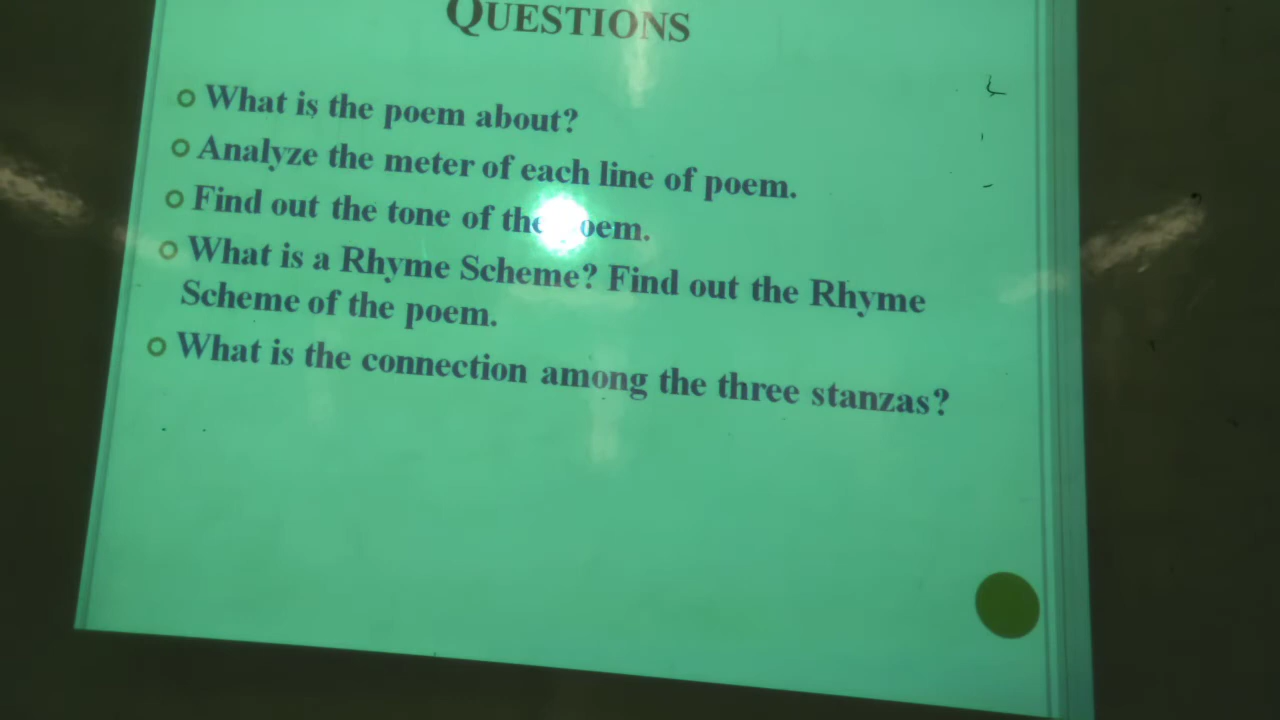 QUESTIONS
What is the poem about?
Analyze the meter of each line of poem.
Find out the tone of the oem.
What is a Rhyme Scheme? Find out the Rhyme
Scheme of the poem.
What is the connection among the three stanzas?